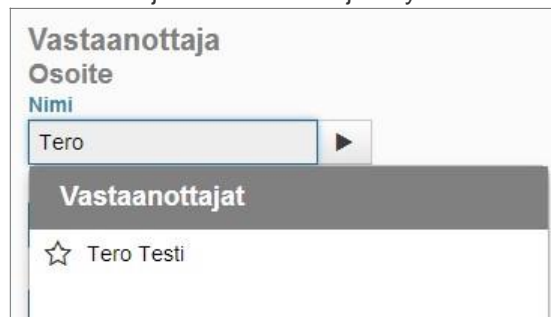 Vastaanottaja
Osoite
Nimi
Tero
Vastaanottajat
Tero Testi